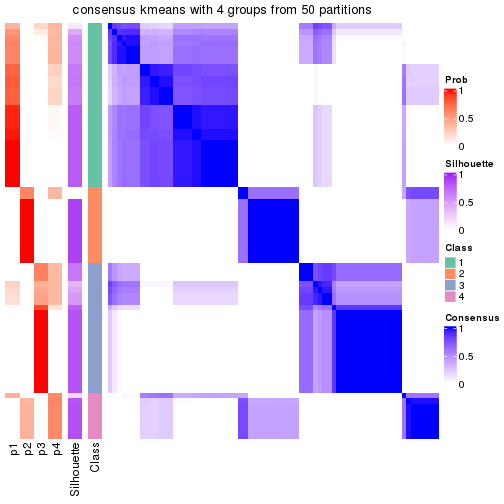 consensus kmeans with 4 groups from 50 partitions
Prob
1
0.5
0
Silhouette
1
0.5
0
Class
1
2
3
4
Consensus
1
0.5
0
p1
p2
p3
p4
Silhouette
Class